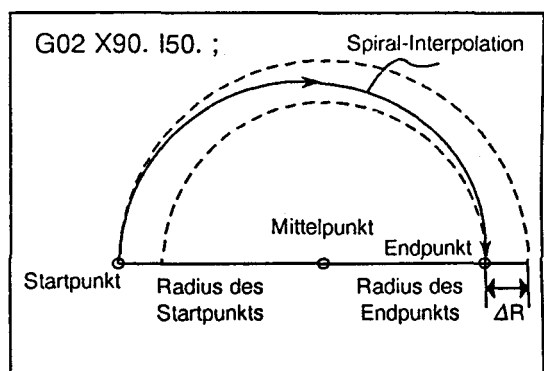 G02 X90. I50. ;
Spiral-Interpolation
Mittelpunkt
Endpunkt
Startpunkt
Radius des
Startpunkts
Radius des
Endpunkts
ΔR